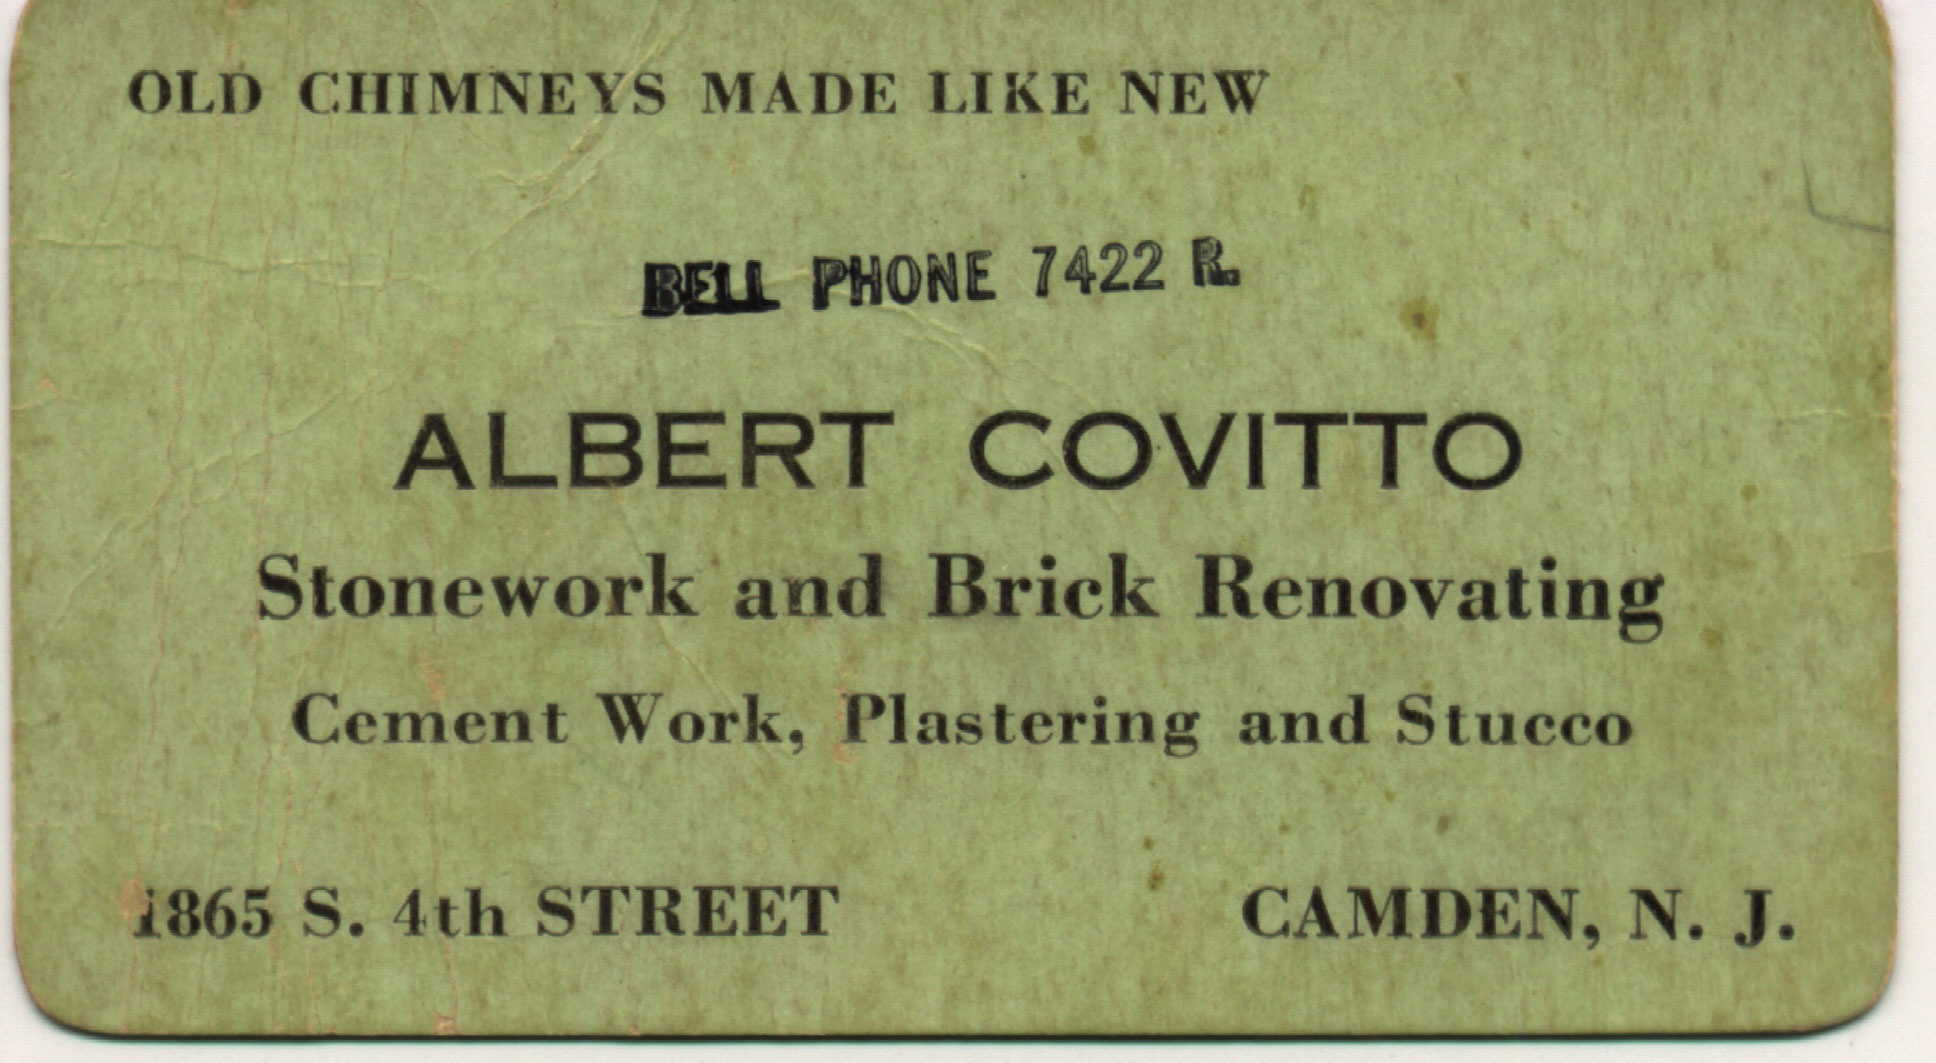 OLD CHIMNEYS MADE LIKE NEW
BELL PHONE 7422 R.
ALBERT COVITTO
Stonework and Brick Renovating
Cement Work, Plastering and Stucco
1865 S. 4th STREET CAMDEN, N. J.